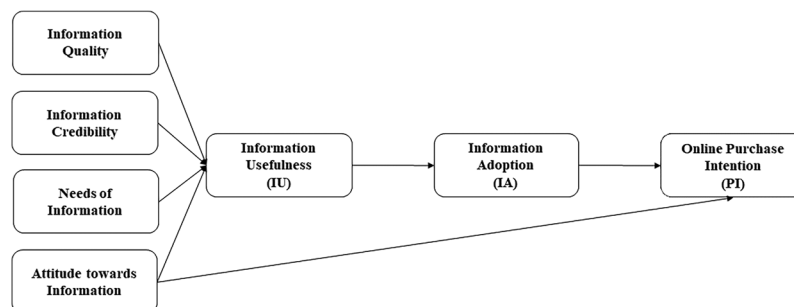 Information
Quality
Information
Credibility
Needs of
Information
Attitude towards
Information
Information
Usefulness
(IU)
Information
Adoption
(IA)
Online Purchase
Intention
(PI)